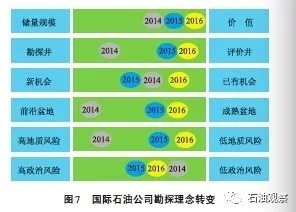 储量规模 2014 2015 2016 价值
勘探井 2014 2015 2016 评价井
新机会 2015 2014 2016 已有机会
前沿盆地 2014 2015 2016 成熟盆地
高地质风险 2014 2015 2016 低地质风险
高政治风险 2015 2016 2014 低政治风险
图7 国际石油公司勘探理念转变
石油观察